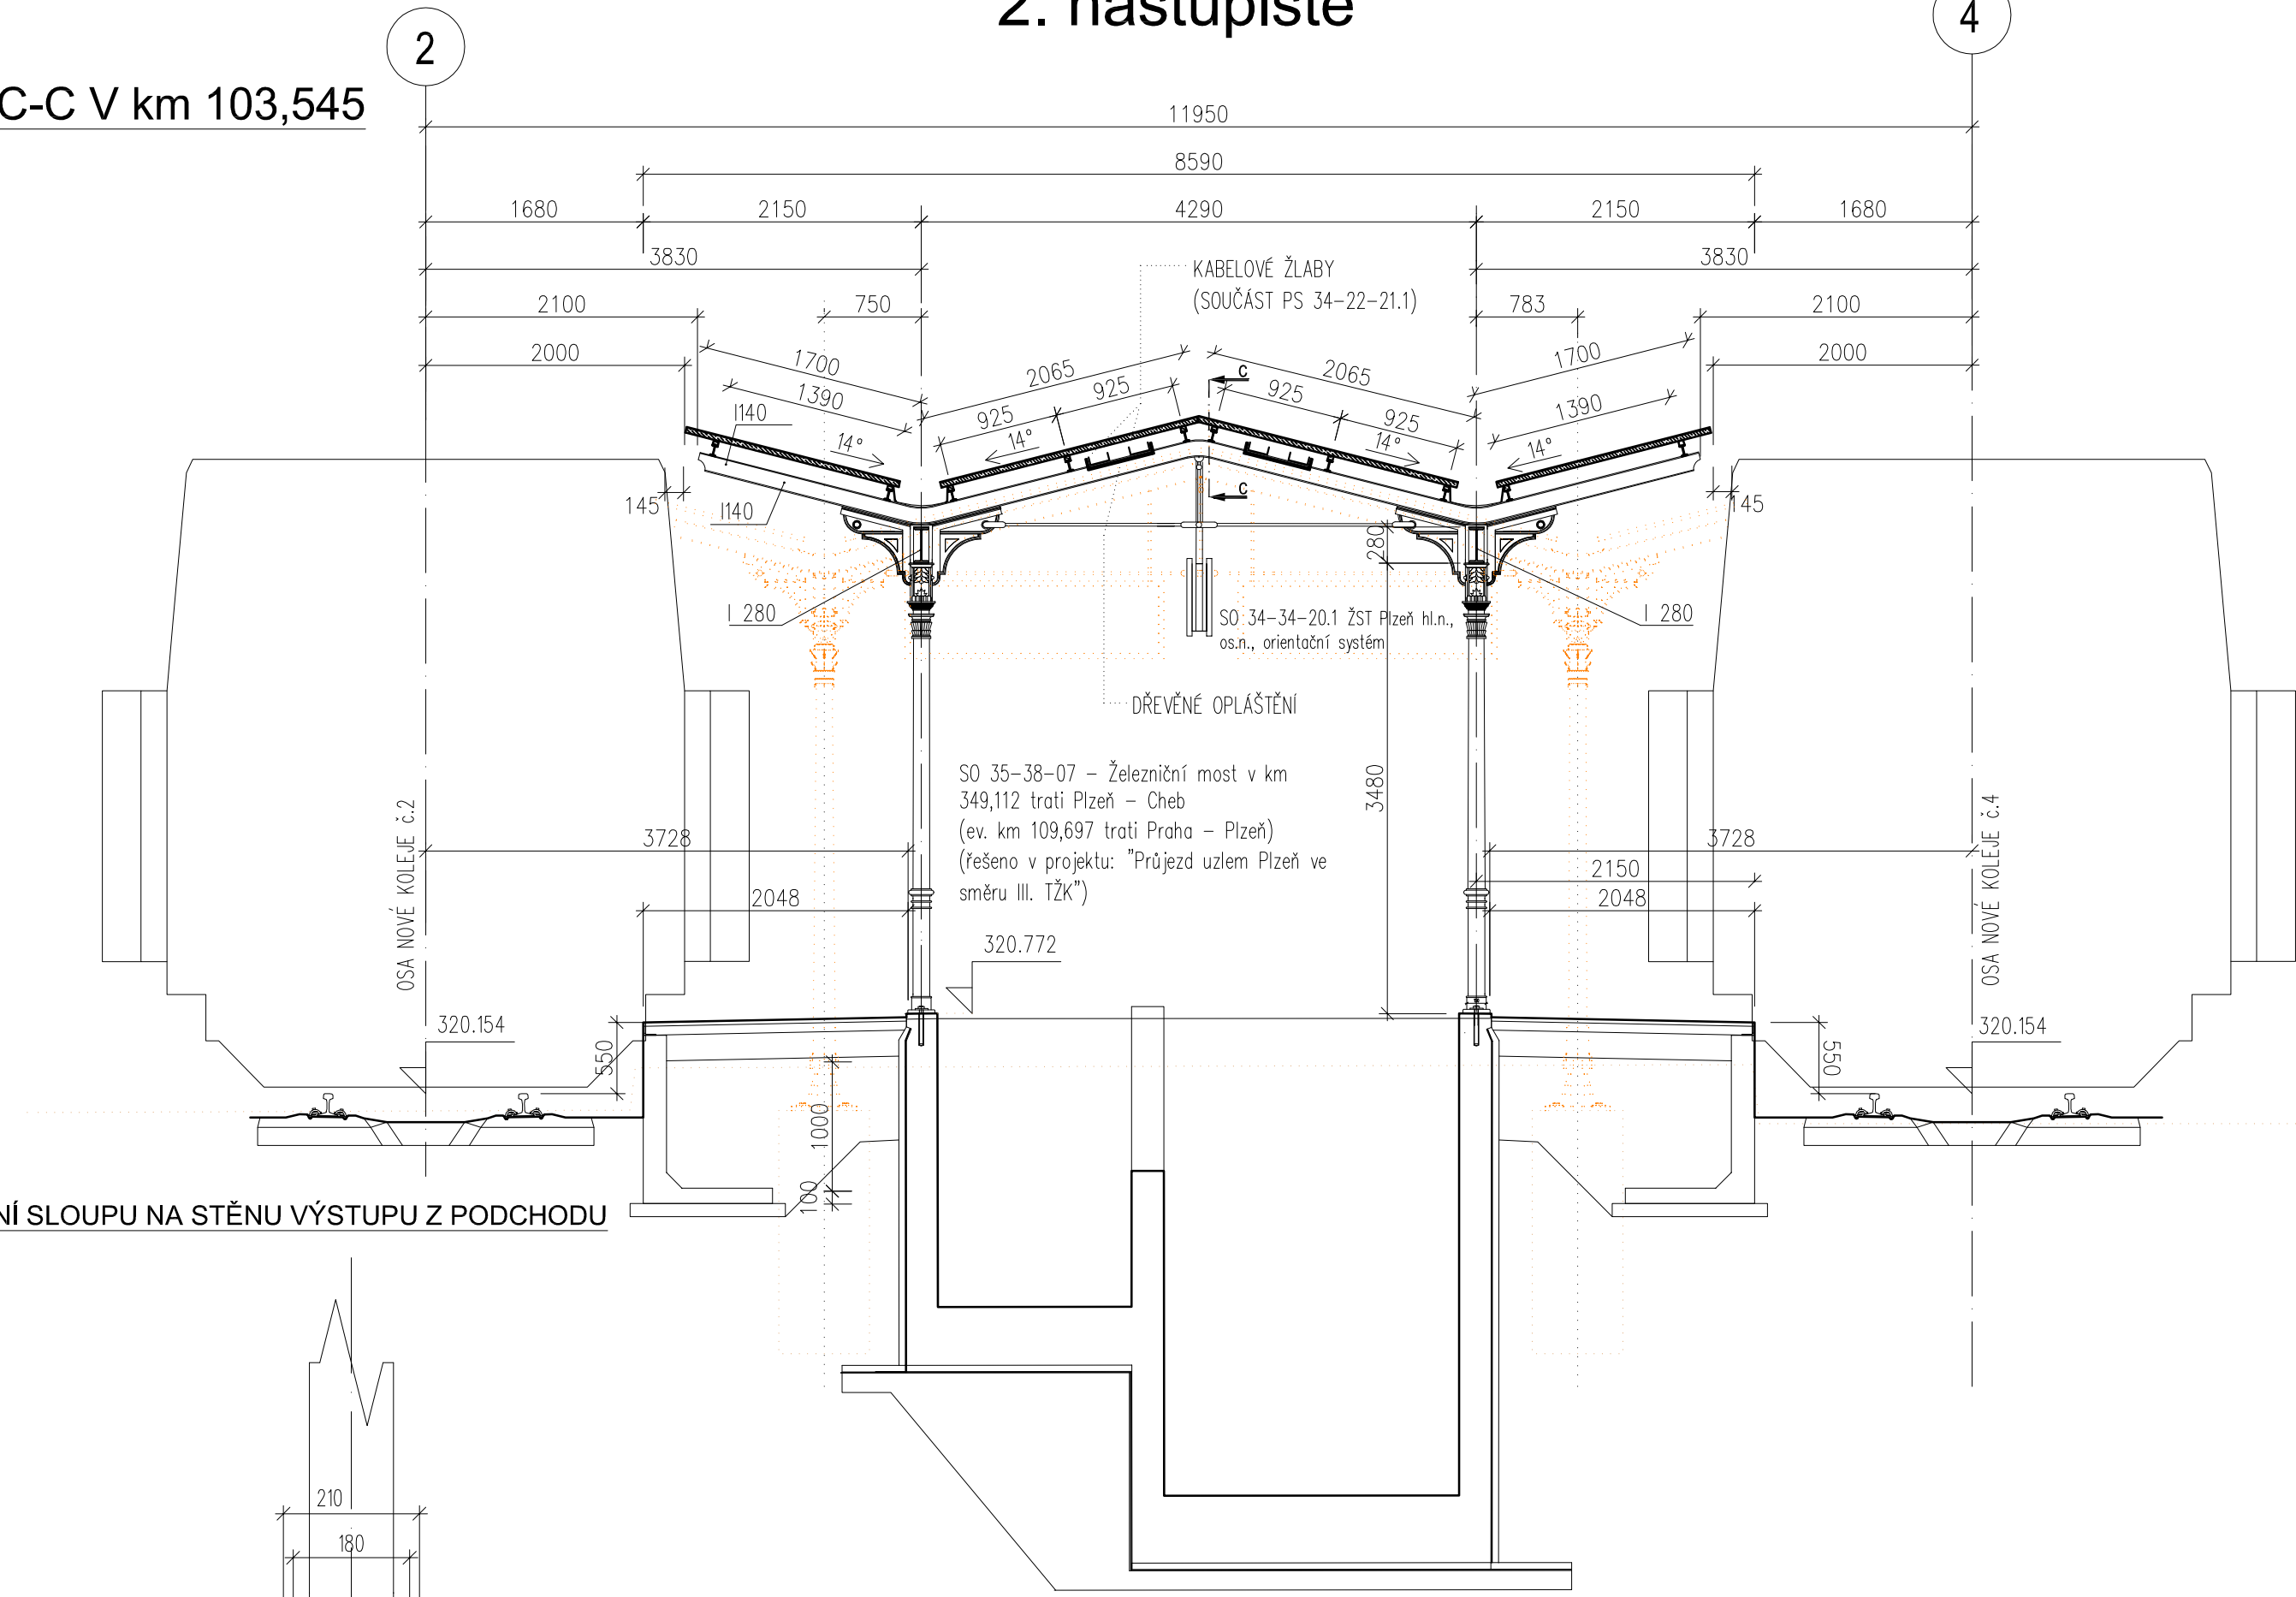 2. nástupiště
2
4
C-C V km 103,545
11950
8590
1680
2150
4290
2150
1680
3830
3830
KABELOVÉ ŽLABY
(SOUČÁST PS 34-22-21.1)
2100
750
783
2100
2000
2000
1700
2065
2065
1700
1390
925
925
925
925
1390
C
C
I140
I140
14°
14°
14°
14°
145
145
280
I 280
I 280
SO 34-34-20.1 ŽST Plzeň hl.n.,
os.n., orientační systém
DŘEVĚNÉ OPLÁŠTĚNÍ
SO 35-38-07 – Železniční most v km
349,112 trati Plzeň – Cheb
(ev. km 109,697 trati Praha – Plzeň)
(řešeno v projektu: "Průjezd uzlem Plzeň ve
směru III. TŽK")
3480
OSA NOVÉ KOLEJE č.2
OSA NOVÉ KOLEJE č.4
3728
3728
2150
2048
2048
320.772
320.154
320.154
550
550
1000
100
NÍ SLOUPU NA STĚNU VÝSTUPU Z PODCHODU
210
180